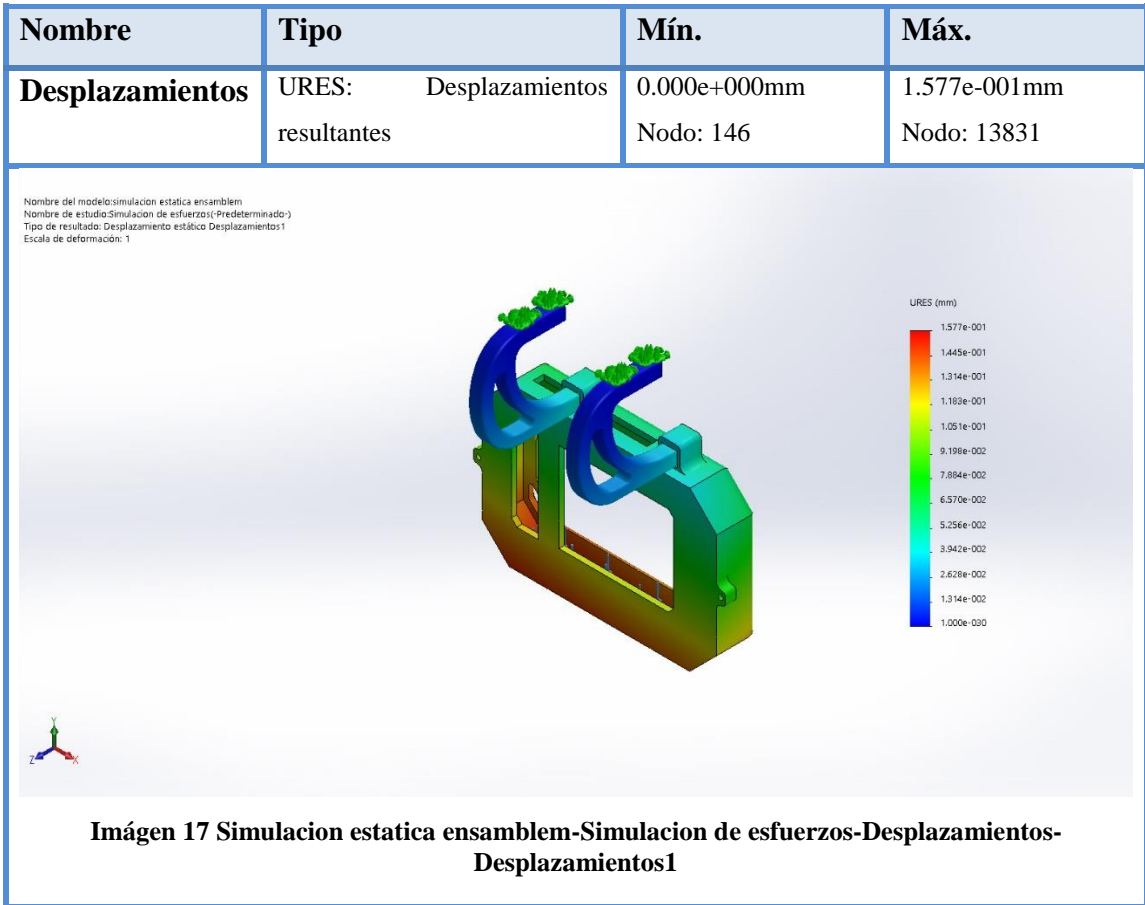 Nombre Tipo Mín. Máx.
Desplazamientos URES: Desplazamientos 0.000e+000mm 1.577e-001mm
resultantes Nodo: 146 Nodo: 13831
Nombre del modelo:simulacion estatica ensamblem
Nombre de estudio:Simulacion de esfuerzos(-Predeterminado-)
Tipo de resultado: Desplazamiento estático Desplazamientos1
Escala de deformación: 1
URES (mm)
1.577e-001
1.445e-001
1.314e-001
1.183e-001
1.051e-001
9.198e-002
7.884e-002
6.570e-002
5.256e-002
3.942e-002
2.628e-002
1.314e-002
1.000e-030
Y
Z X
Imágen 17 Simulacion estatica ensamblem-Simulacion de esfuerzos-Desplazamientos-
Desplazamientos1